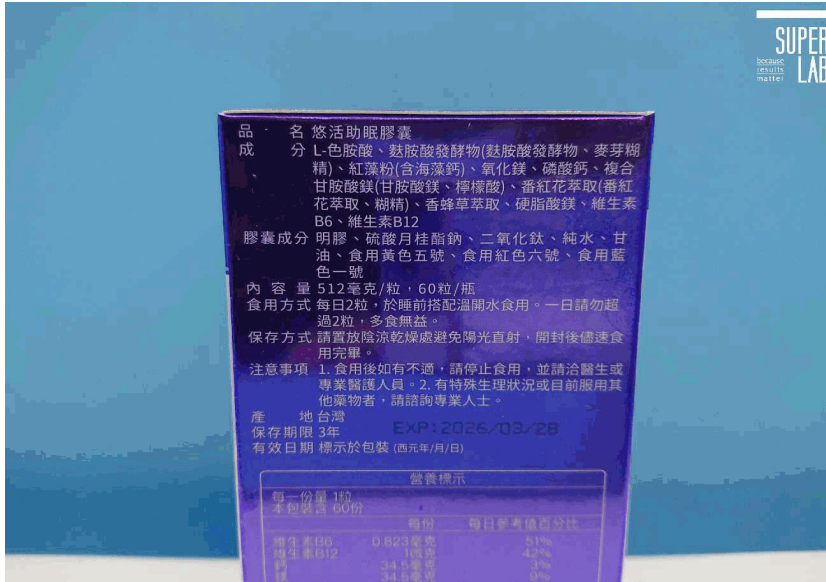 SUPER
LAB
because
results
matter
品名 悠活助眠膠囊
成分 L-色胺酸、麩胺酸發酵物(麩胺酸發酵物、麥芽糊
精)、紅藻粉(含海藻鈣)、氧化鎂、磷酸鈣、複合
甘胺酸鎂(甘胺酸鎂、檸檬酸)、番紅花萃取(番紅
花萃取、糊精)、香蜂草萃取、硬脂酸鎂、維生素
B6、維生素B12
膠囊成分 明膠、硫酸月桂酯鈉、二氧化鈦、純水、甘
油、食用黃色五號、食用紅色六號、食用藍
色一號
內容量 512毫克/粒，60粒/瓶
食用方式 每日2粒，於睡前搭配溫開水食用。一日請勿超
過2粒，多食無益。
保存方式 請置放陰涼乾燥處避免陽光直射，開封後儘速食
用完畢。
注意事項 1. 食用後如有不適，請停止食用，並請洽醫生或
專業醫護人員。2. 有特殊生理狀況或目前服用其
他藥物者，請諮詢專業人士。
產地 台灣
保存期限 3年
EXP:2026/03/28
有效日期 標示於包裝 (西元年/月/日)
營養標示
每一份量 1粒
本包裝含 60份
每份 每日參考值百分比
維生素B6 0.823毫克 51%
維生素B12 1微克 42%
鈣 34.5毫克 3%
鎂 34.5毫克 9%